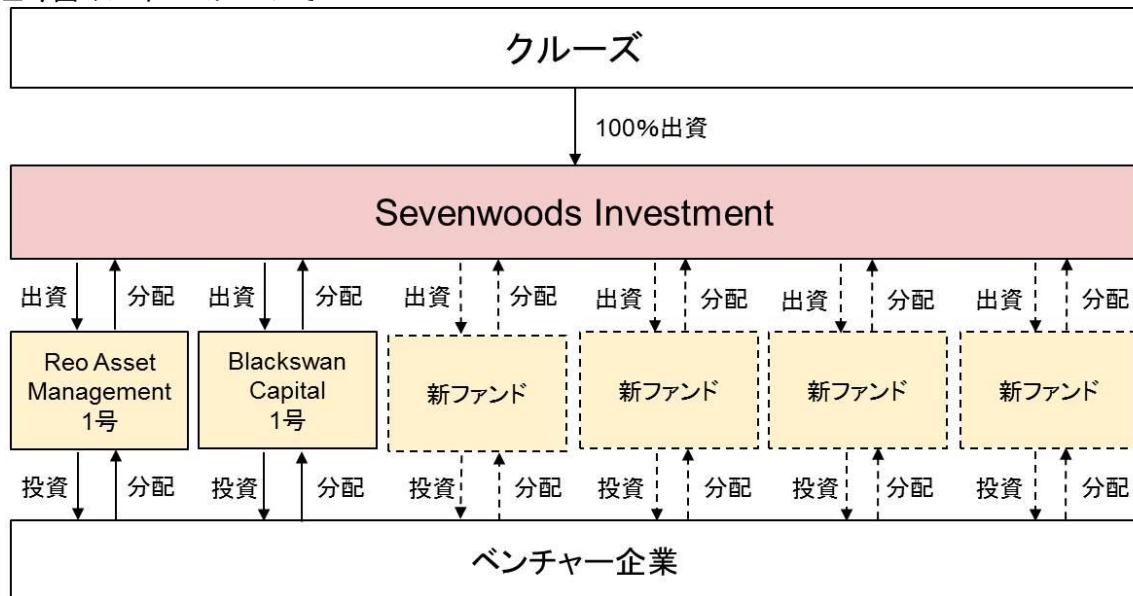 クルーズ
100%出資
Sevenwoods Investment
出資 分配 出資 分配 出資 分配 出資 分配 出資 分配 出資 分配
Reo Asset
Management
1号
Blackswan
Capital
1号
新ファンド
新ファンド
新ファンド
新ファンド
投資 分配 投資 分配 投資 分配 投資 分配 投資 分配 投資 分配
ベンチャー企業